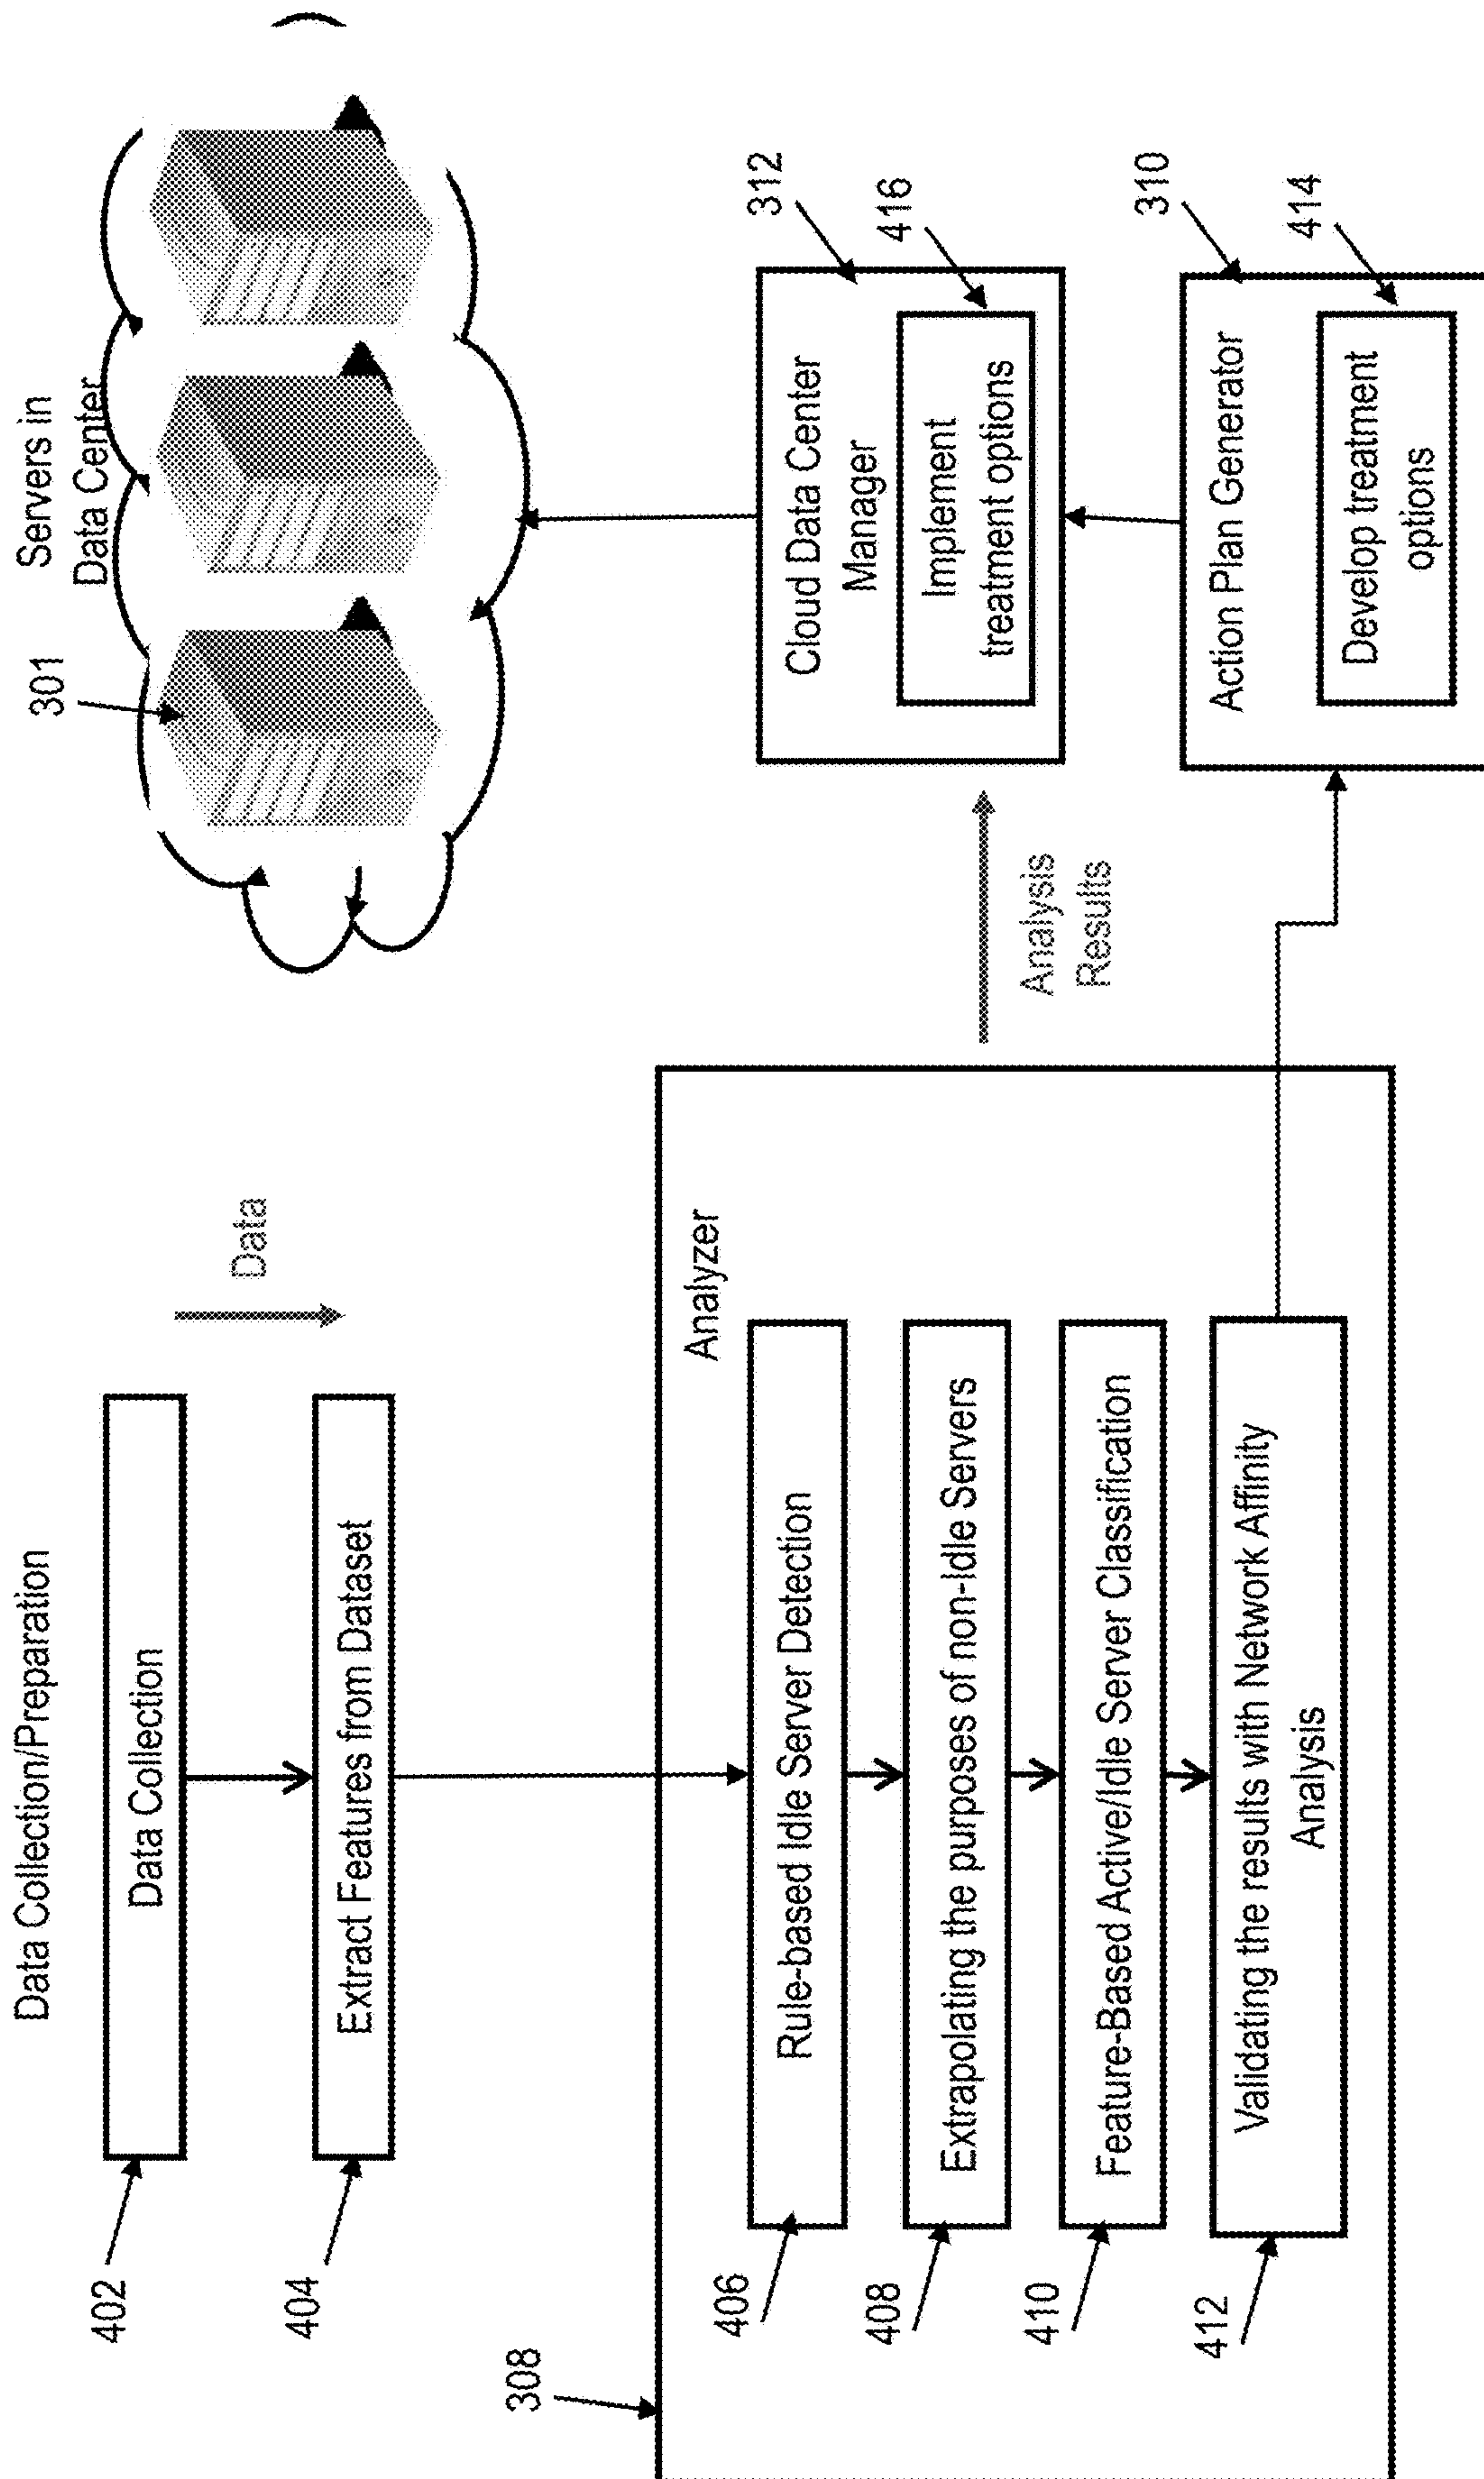 Data Collection/Preparation
402
Data Collection
404
Extract Features from Dataset
Data
308
Analyzer
406
Rule-based Idle Server Detection
408
Extrapolating the purposes of non-Idle Servers
410
Feature-Based Active/Idle Server Classification
412
Validating the results with Network Affinity
Analysis
Analysis
Results
Servers in
Data Center
301
312
Cloud Data Center
Manager
416
Implement
treatment options
310
Action Plan Generator
414
Develop treatment
options